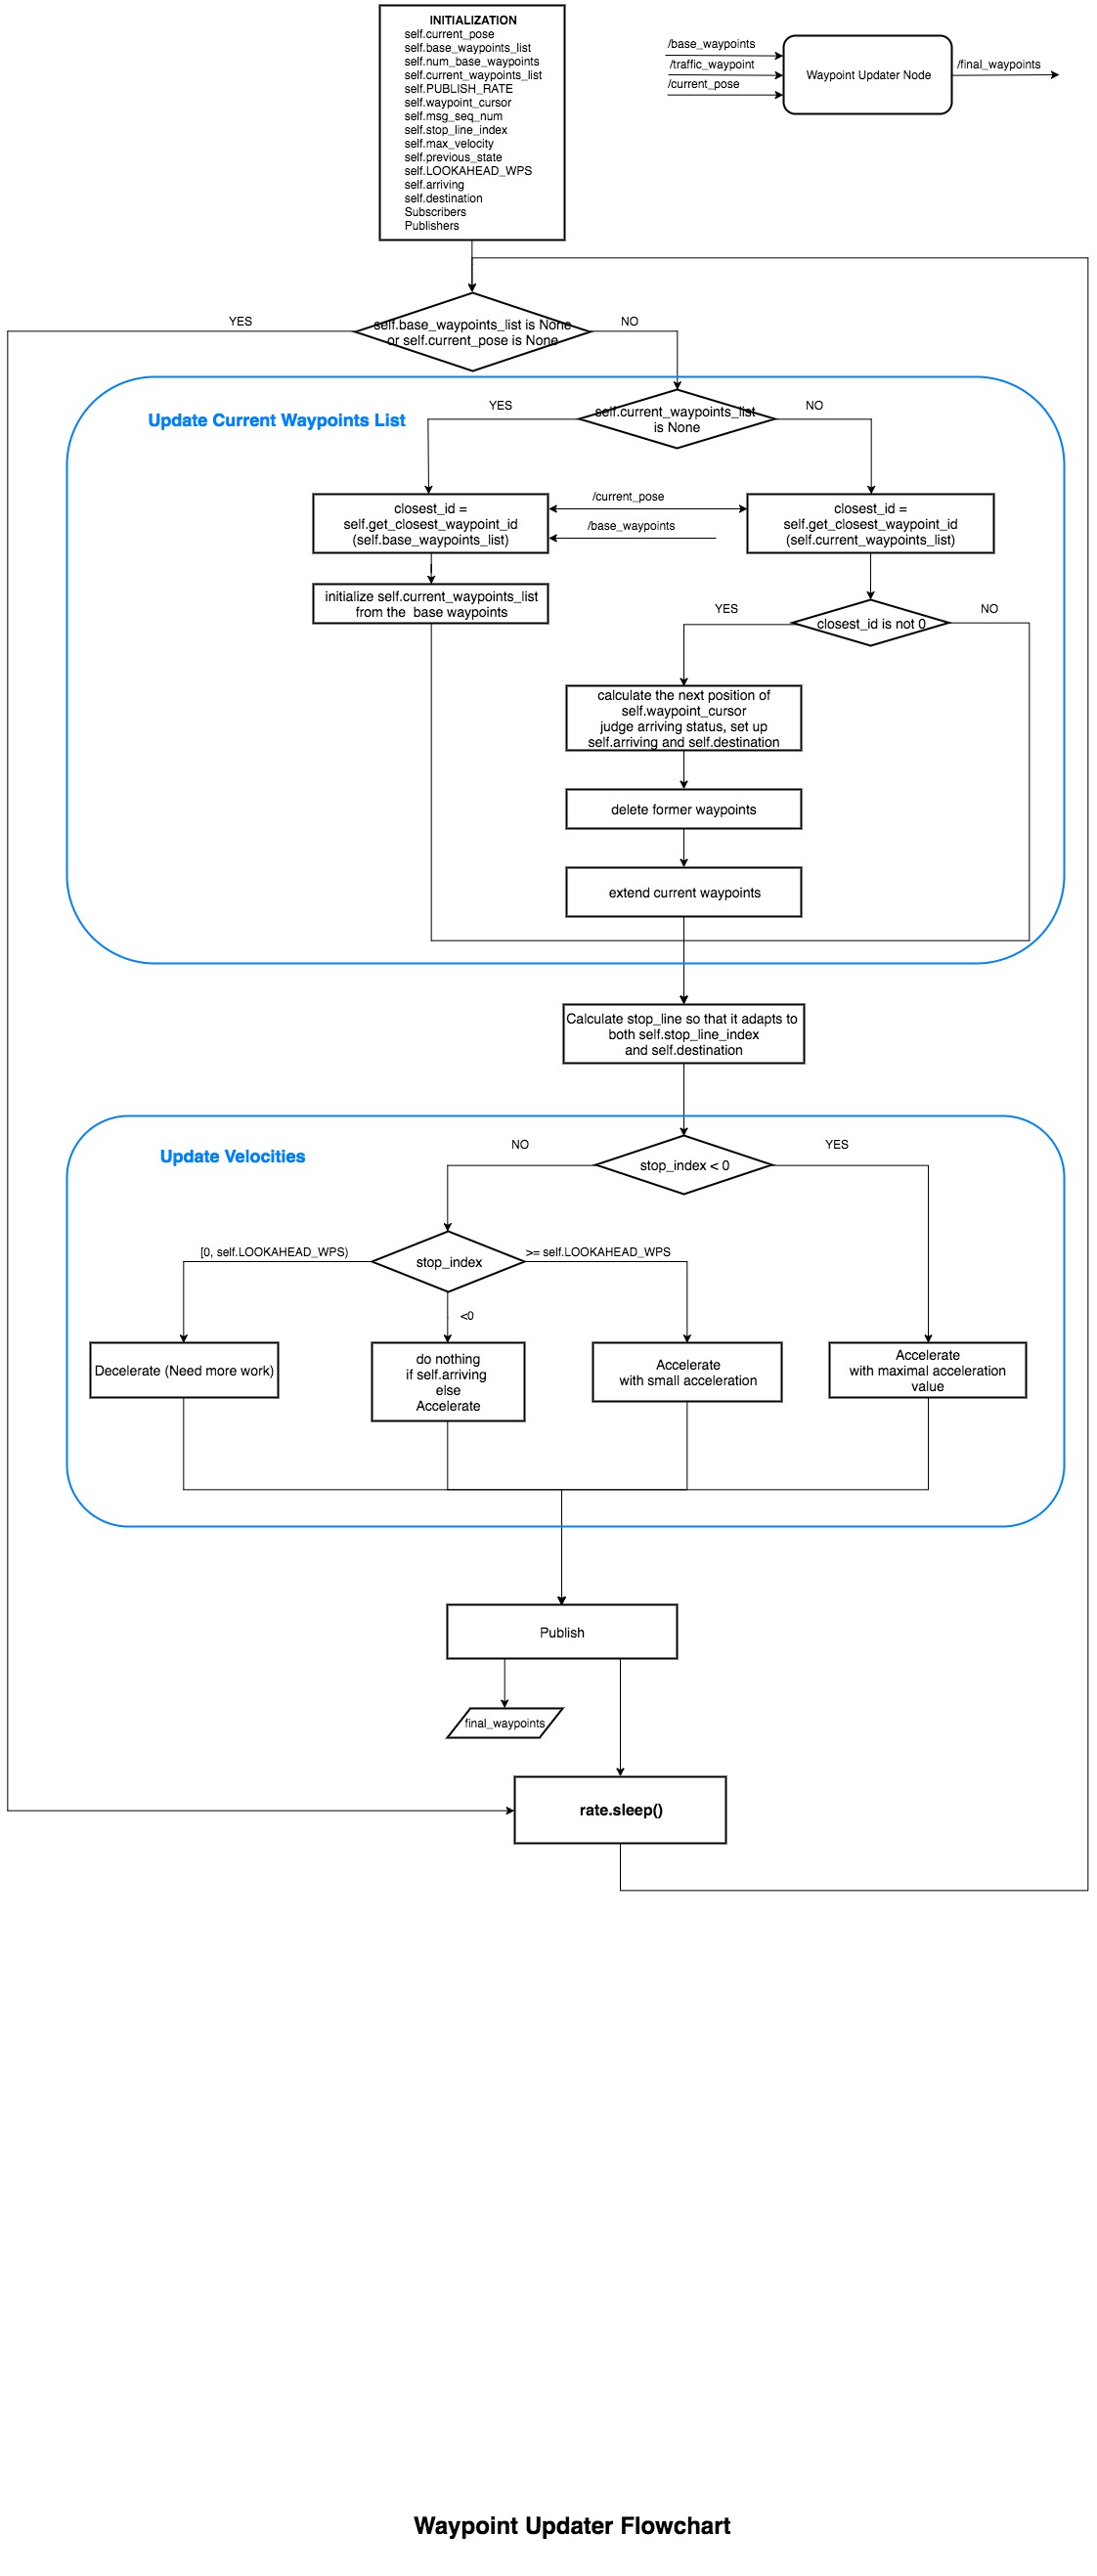 INITIALIZATION
self.current_pose
self.base_waypoints_list
self.num_base_waypoints
self.current_waypoints_list
self.PUBLISH_RATE
self.waypoint_cursor
self.msg_seq_num
self.stop_line_index
self.max_velocity
self.previous_state
self.LOOKAHEAD_WPS
self.arriving
self.destination
Subscribers
Publishers
/base_waypoints
/traffic_waypoint
/current_pose
Waypoint Updater Node
/final_waypoints
YES
self.base_waypoints_list is None
or self.current_pose is None
NO
Update Current Waypoints List
YES
self.current_waypoints_list
is None
NO
closest_id =
self.get_closest_waypoint_id
(self.base_waypoints_list)
/current_pose
/base_waypoints
closest_id =
self.get_closest_waypoint_id
(self.current_waypoints_list)
initialize self.current_waypoints_list
from the  base waypoints
YES
closest_id is not 0
NO
calculate the next position of
self.waypoint_cursor
judge arriving status, set up
self.arriving and self.destination
delete former waypoints
extend current waypoints
Calculate stop_line so that it adapts to
both self.stop_line_index
and self.destination
Update Velocities
NO
stop_index < 0
YES
[0, self.LOOKAHEAD_WPS)
stop_index
>= self.LOOKAHEAD_WPS
<0
Decelerate (Need more work)
do nothing
if self.arriving
else
Accelerate
Accelerate
with small acceleration
Accelerate
with maximal acceleration
value
Publish
final_waypoints
rate.sleep()
Waypoint Updater Flowchart